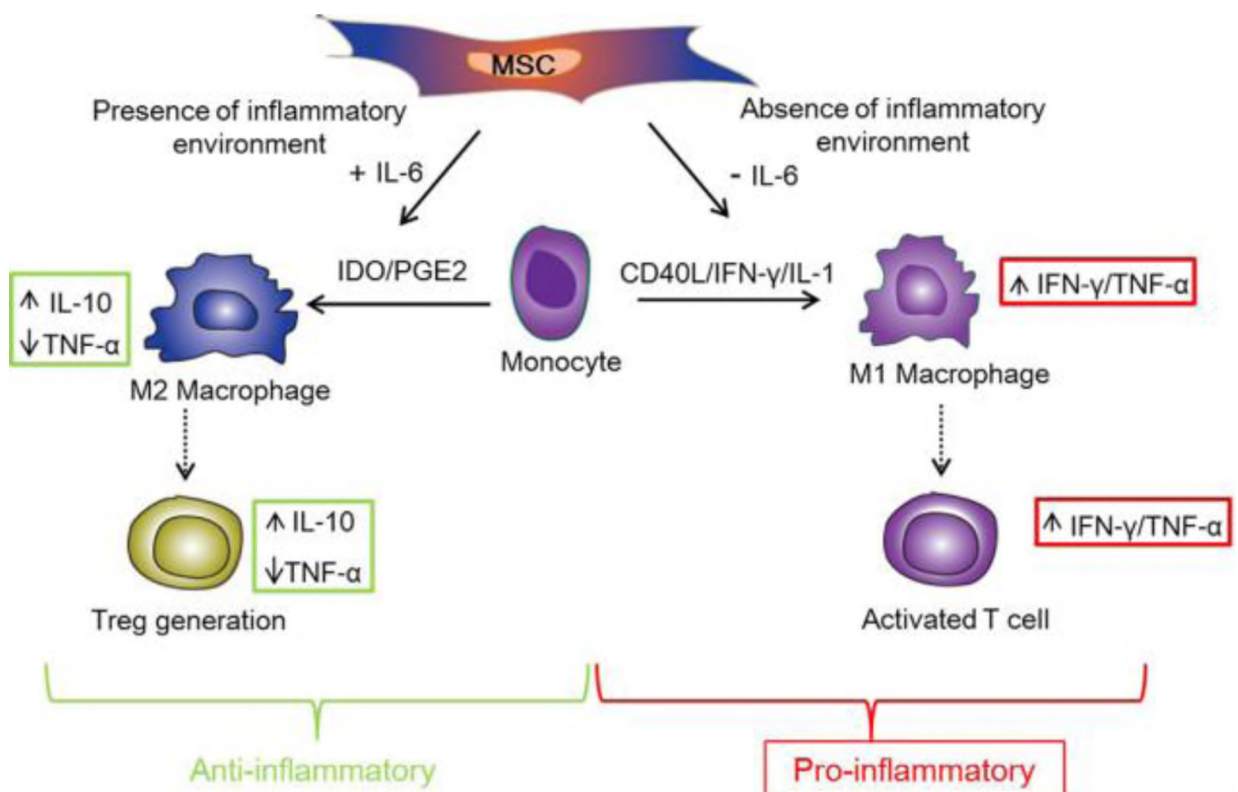 MSC
Presence of inflammatory
environment
Absence of inflammatory
environment
+ IL-6
- IL-6
IDO/PGE2
CD40L/IFN-γ/IL-1
↑ IL-10
↓ TNF-α
↑ IFN-γ/TNF-α
M2 Macrophage
Monocyte
M1 Macrophage
↑ IL-10
↓ TNF-α
↑ IFN-γ/TNF-α
Treg generation
Activated T cell
Anti-inflammatory
Pro-inflammatory